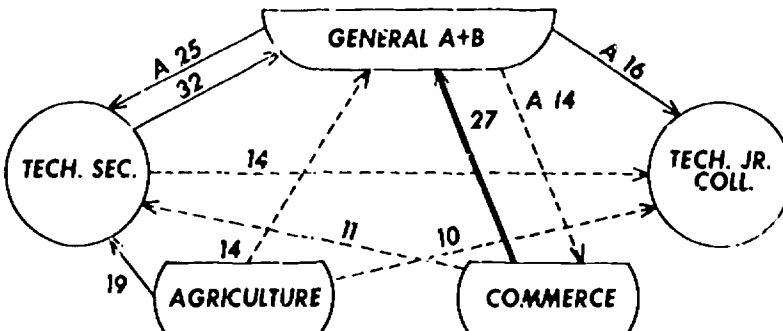 GENERAL A+B
A 25
32
A 16
A 14
27
TECH. SEC.
14
TECH. JR.
COLL.
11
10
14
19
AGRICULTURE
COMMERCE